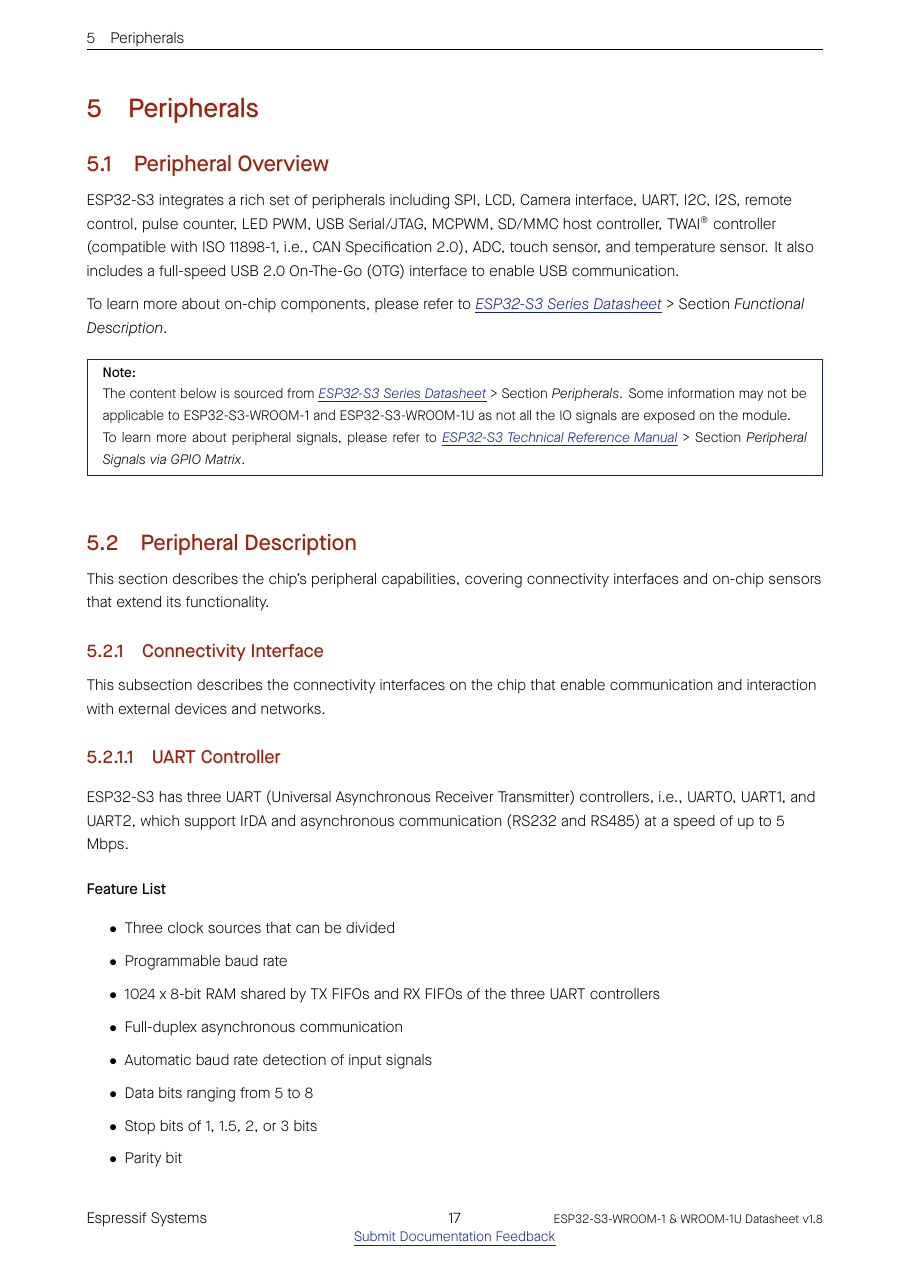 5 Peripherals
5 Peripherals
5.1 Peripheral Overview
ESP32-S3 integrates a rich set of peripherals including SPI, LCD, Camera interface, UART, I2C, I2S, remote
control, pulse counter, LED PWM, USB Serial/JTAG, MCPWM, SD/MMC host controller, TWAI® controller
(compatible with ISO 11898-1, i.e., CAN Specification 2.0), ADC, touch sensor, and temperature sensor. It also
includes a full-speed USB 2.0 On-The-Go (OTG) interface to enable USB communication.
To learn more about on-chip components, please refer to ESP32-S3 Series Datasheet > Section Functional
Description.
Note:
The content below is sourced from ESP32-S3 Series Datasheet > Section Peripherals. Some information may not be
applicable to ESP32-S3-WROOM-1 and ESP32-S3-WROOM-1U as not all the IO signals are exposed on the module.
To learn more about peripheral signals, please refer to ESP32-S3 Technical Reference Manual > Section Peripheral
Signals via GPIO Matrix.
5.2 Peripheral Description
This section describes the chip's peripheral capabilities, covering connectivity interfaces and on-chip sensors
that extend its functionality.
5.2.1 Connectivity Interface
This subsection describes the connectivity interfaces on the chip that enable communication and interaction
with external devices and networks.
5.2.1.1 UART Controller
ESP32-S3 has three UART (Universal Asynchronous Receiver Transmitter) controllers, i.e., UART0, UART1, and
UART2, which support IrDA and asynchronous communication (RS232 and RS485) at a speed of up to 5
Mbps.
Feature List
• Three clock sources that can be divided
• Programmable baud rate
• 1024 x 8-bit RAM shared by TX FIFOs and RX FIFOs of the three UART controllers
• Full-duplex asynchronous communication
• Automatic baud rate detection of input signals
• Data bits ranging from 5 to 8
• Stop bits of 1, 1.5, 2, or 3 bits
• Parity bit
Espressif Systems 17 ESP32-S3-WROOM-1 & WROOM-1U Datasheet v1.8
Submit Documentation Feedback